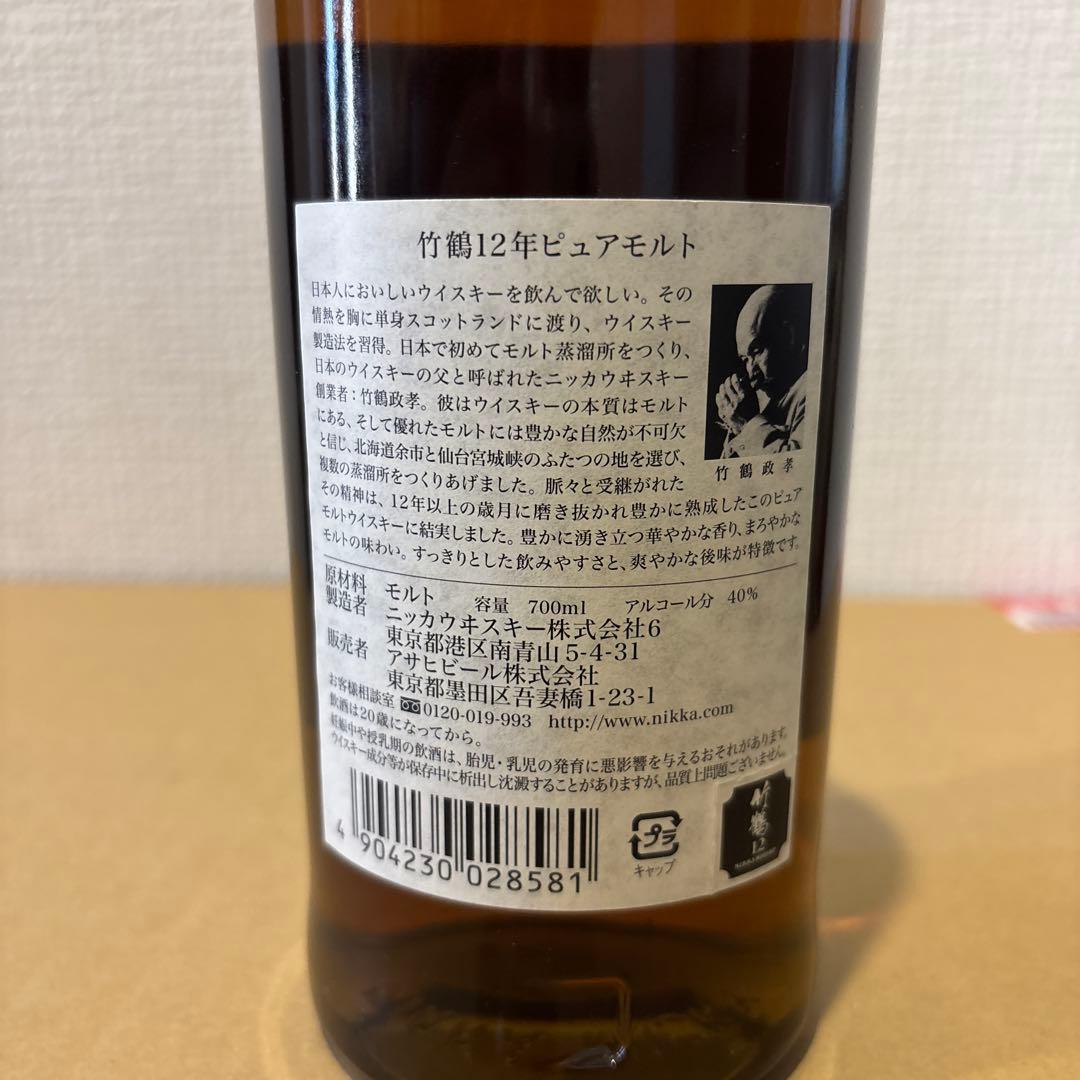 竹鶴12年ピュアモルト
日本人においしいウイスキーを飲んで欲しい。その
情熱を胸に単身スコットランドに渡り、ウイスキー
製造法を習得。日本で初めてモルト蒸溜所をつくり、
日本のウイスキーの父と呼ばれたニッカウヰスキー
創業者：竹鶴政孝。彼はウイスキーの本質はモルト
にある、そして優れたモルトには豊かな自然が不可欠
と信じ、北海道余市と仙台宮城峡のふたつの地を選び、
複数の蒸溜所をつくりあげました。脈々と受継がれた
その精神は、12年以上の歳月に磨き抜かれ豊かに熟成したこのピュア
モルトウイスキーに結実しました。豊かに湧き立つ華やかな香り、まろやかな
モルトの味わい。すっきりとした飲みやすさと、爽やかな後味が特徴です。
竹鶴政孝
原材料 モルト 容量 700ml アルコール分 40%
製造者 ニッカウヰスキー株式会社6
東京都港区南青山5-4-31
販売者 アサヒビール株式会社
東京都墨田区吾妻橋1-23-1
お客様相談室 0120-019-993 http://www.nikka.com
飲酒は20歳になってから。
妊娠中や授乳期の飲酒は、胎児・乳児の発育に悪影響を与えるおそれがあります。
ウイスキー成分等が保存中に析出し沈澱することがありますが、品質上問題ございません。
4 904230 028581
プラ
キャップ
竹鶴
12